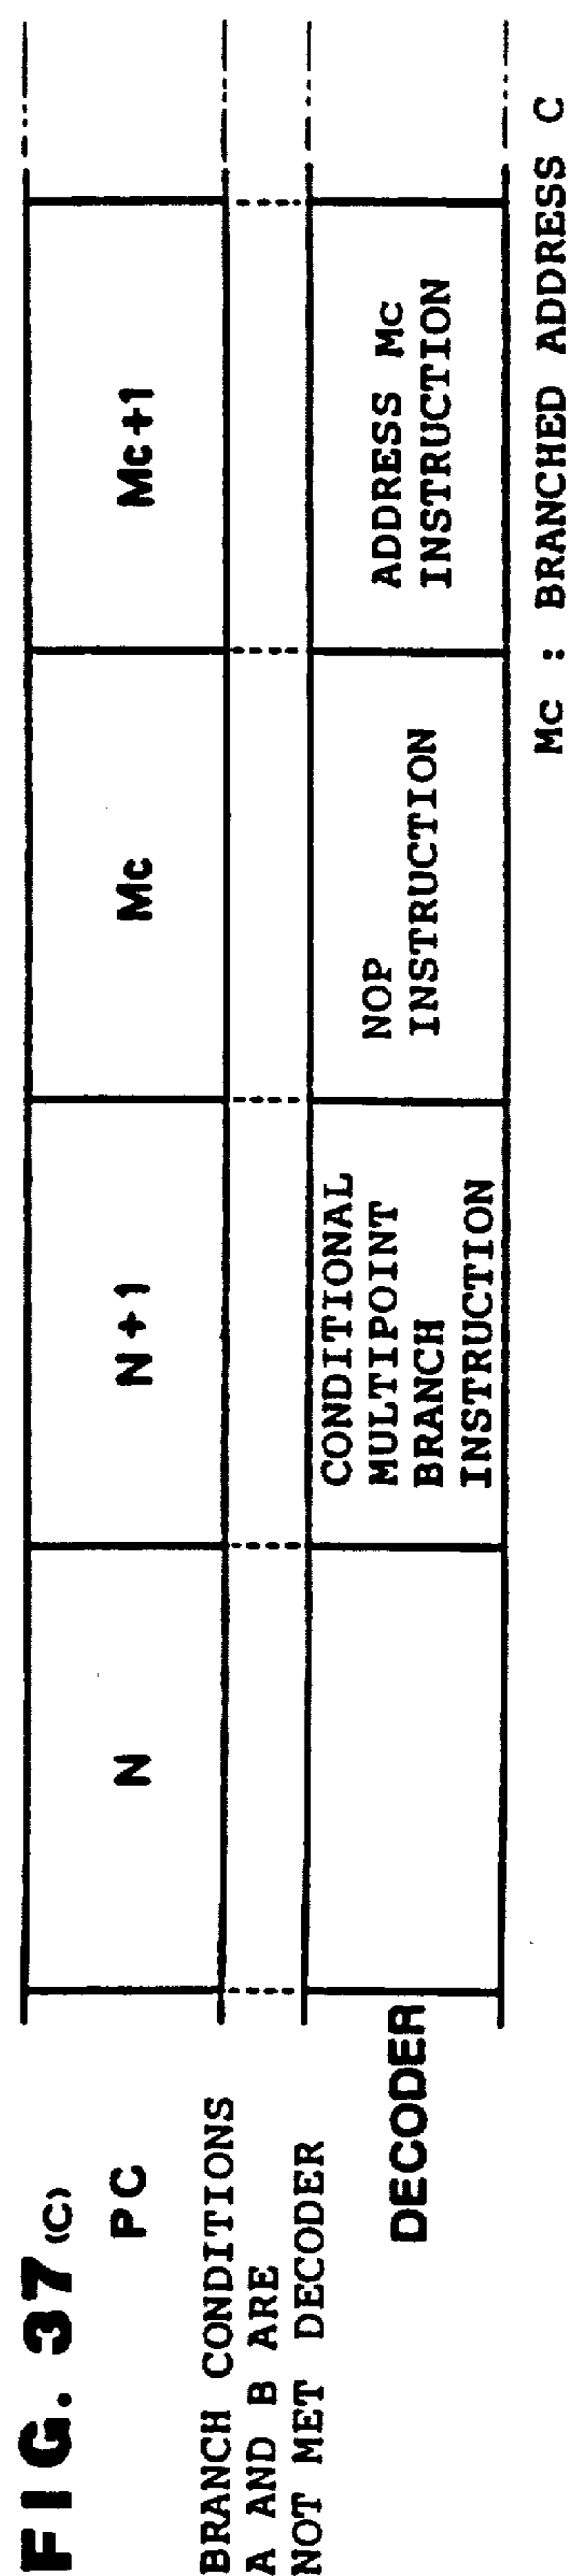 FIG. 37 (C)
PC
N
N+1
Mc
Mc+1
BRANCH CONDITIONS
A AND B ARE
NOT MET DECODER
DECODER
CONDITIONAL
MULTIPOINT
BRANCH
INSTRUCTION
NOP
INSTRUCTION
ADDRESS Mc
INSTRUCTION
Mc : BRANCHED ADDRESS C